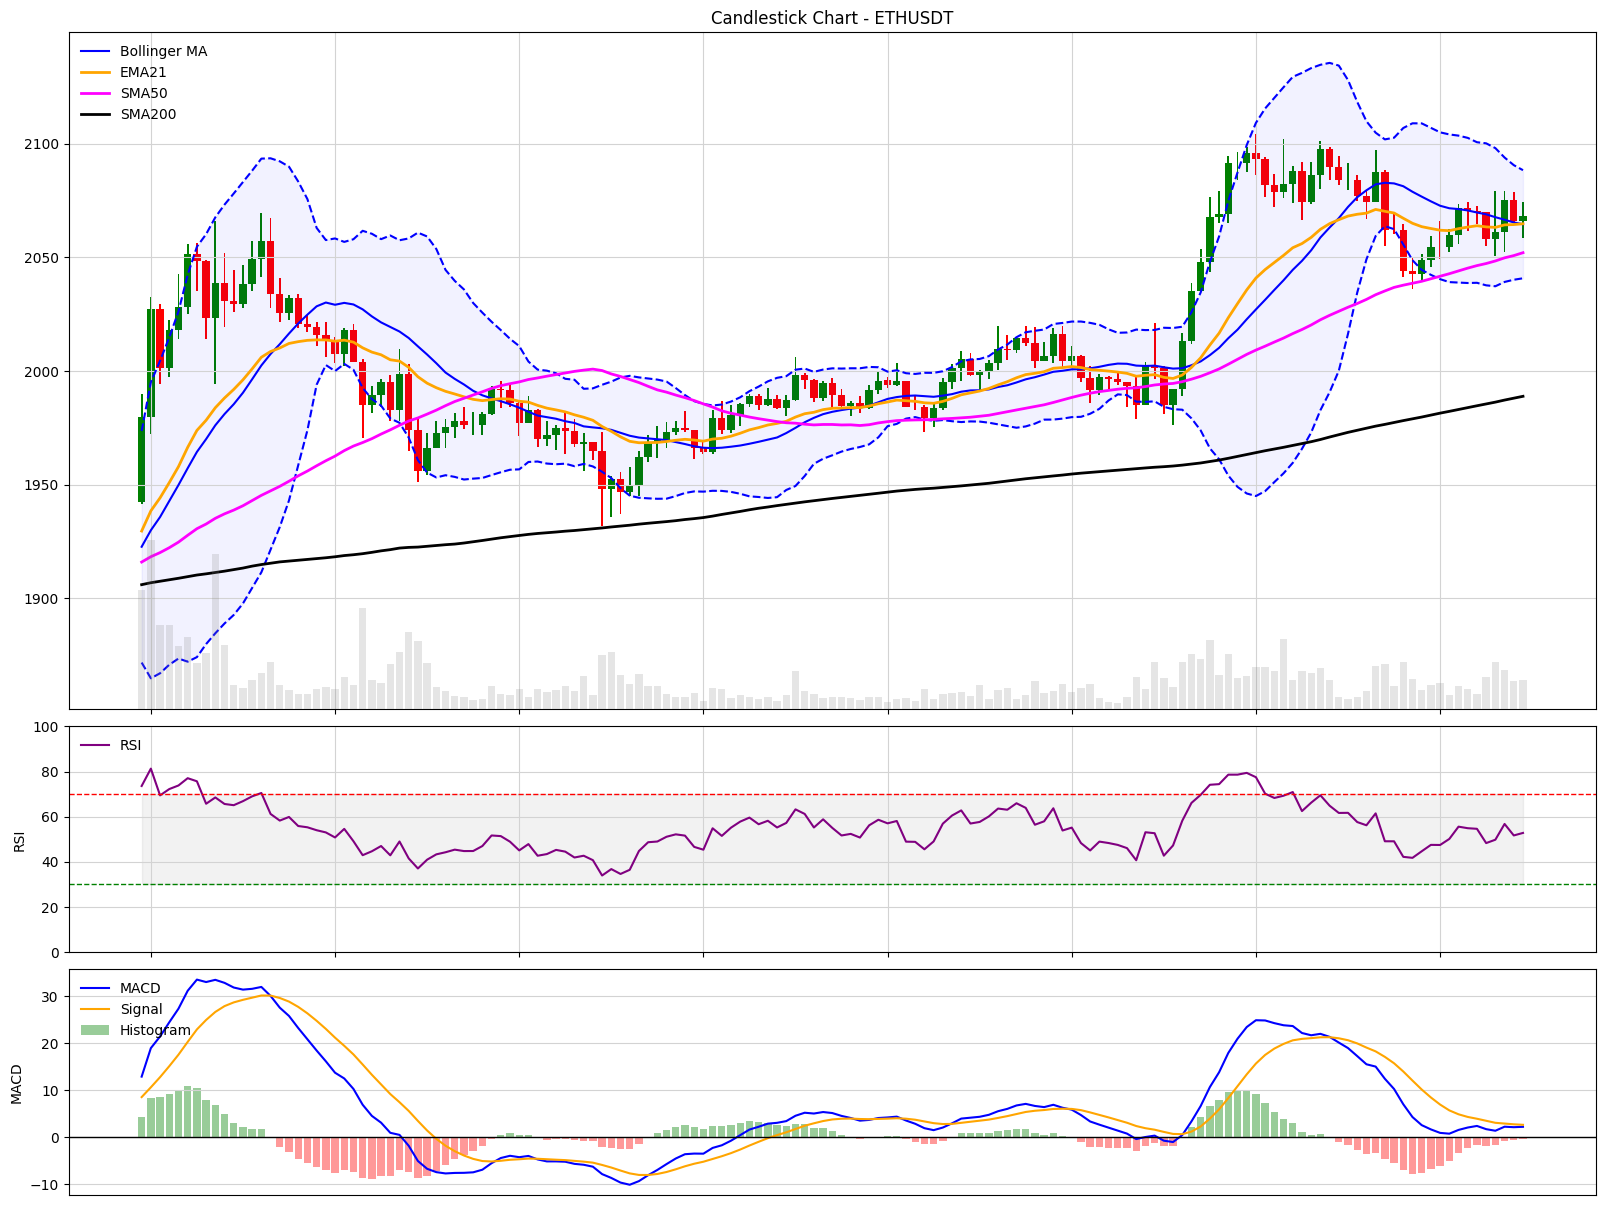 Candlestick Chart - ETHUSDT
Bollinger MA
EMA21
SMA50
SMA200
2100
2050
2000
1950
1900
RSI
100
80
60
40
20
0
RSI
MACD
Signal
Histogram
30
20
10
0
−10
MACD